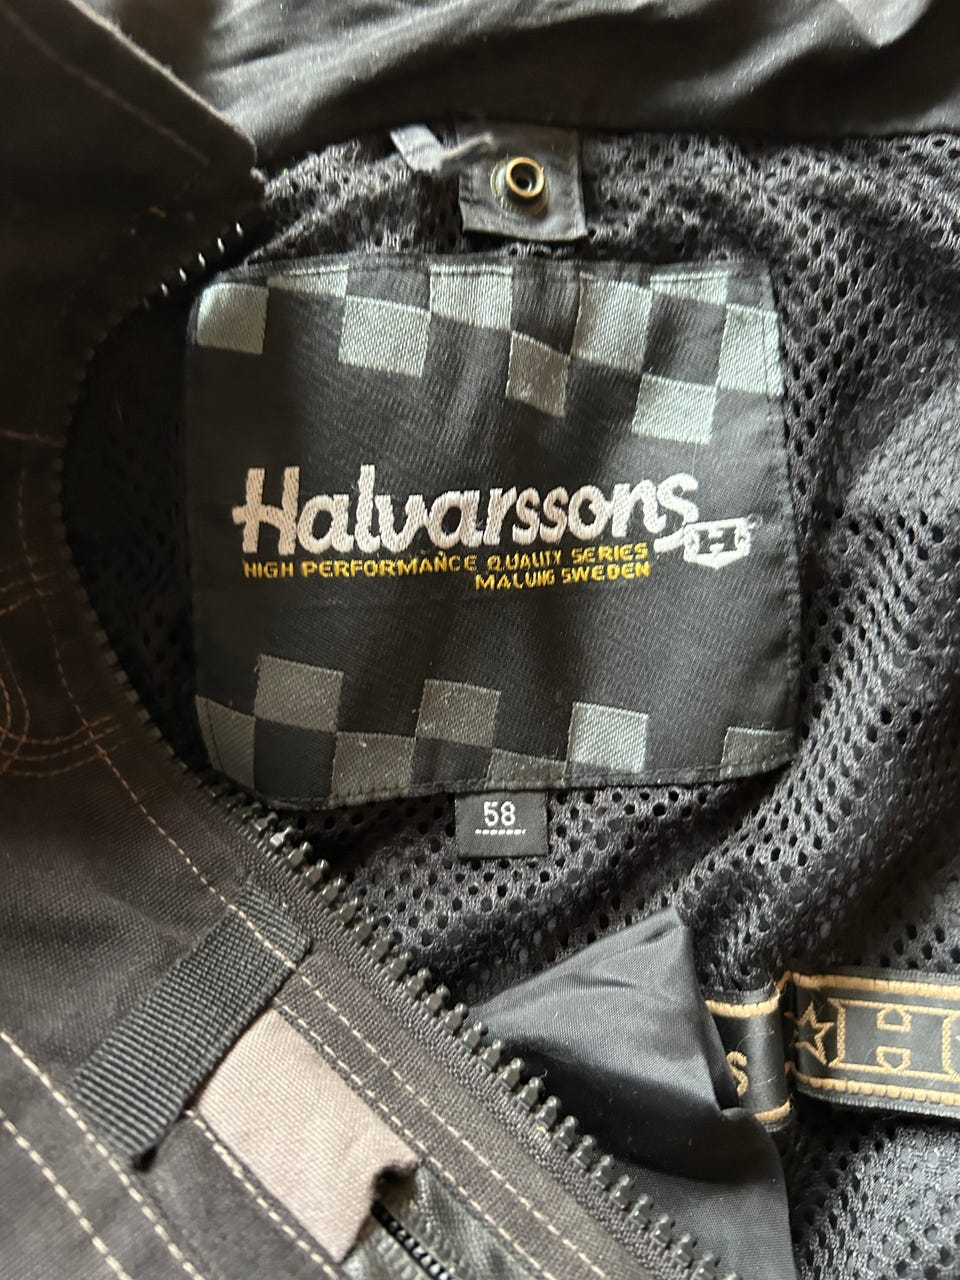 Halvarssons
H
HIGH PERFORMANCE QUALITY SERIES
MALUNG SWEDEN
58
S
H